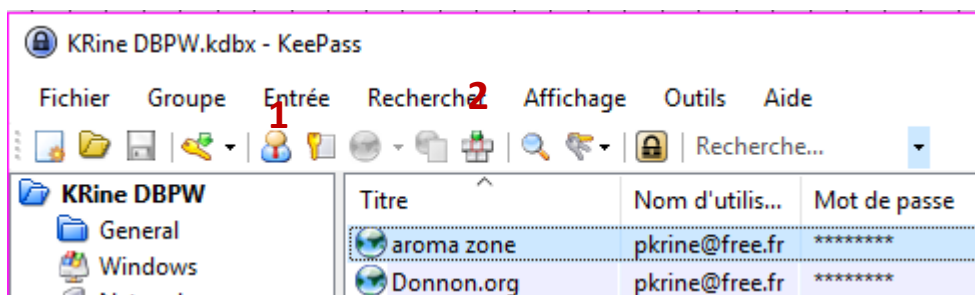 KRine DBPW.kdbx - KeePass
Fichier Groupe Entrée Rechercher Affichage Outils Aide
1 2
Recherche...
KRine DBPW
General
Windows
Titre Nom d'utilis... Mot de passe
aroma zone pkrine@free.fr ********
Donnon.org pkrine@free.fr ********